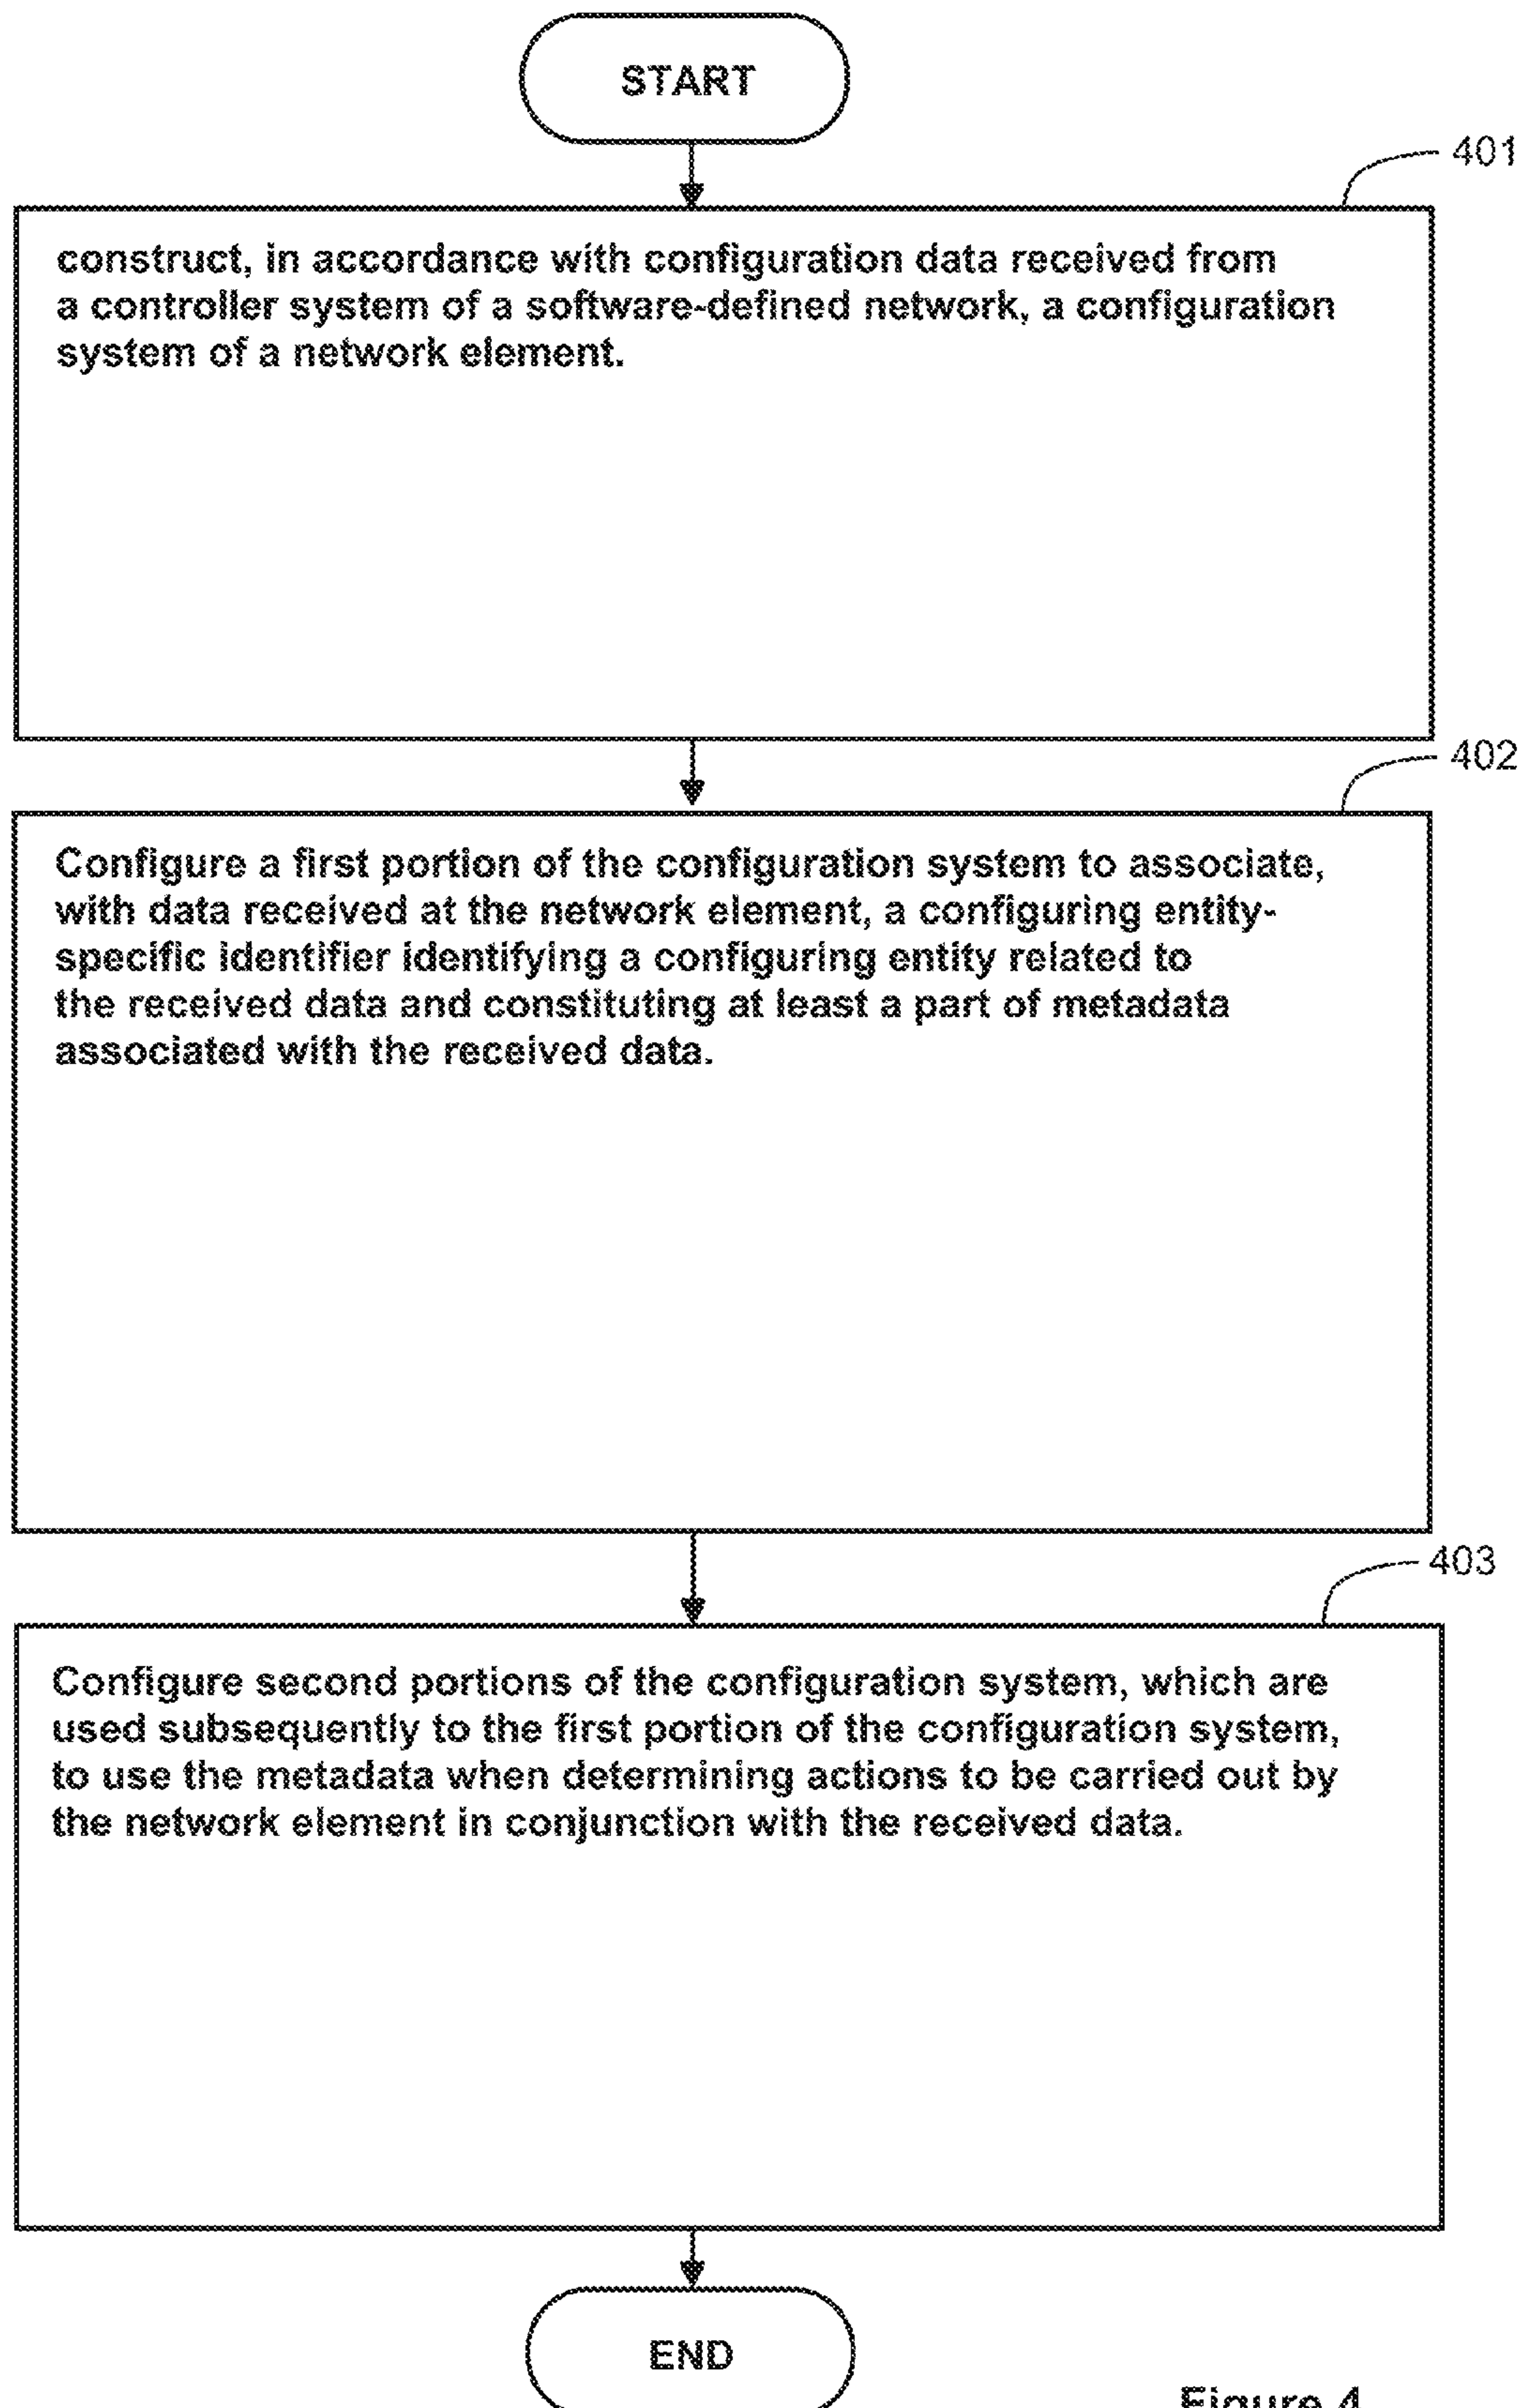 START
401
construct, in accordance with configuration data received from
a controller system of a software-defined network, a configuration
system of a network element.
402
Configure a first portion of the configuration system to associate,
with data received at the network element, a configuring entity-
specific identifier identifying a configuring entity related to
the received data and constituting at least a part of metadata
associated with the received data.
403
Configure second portions of the configuration system, which are
used subsequently to the first portion of the configuration system,
to use the metadata when determining actions to be carried out by
the network element in conjunction with the received data.
END
Figure 4